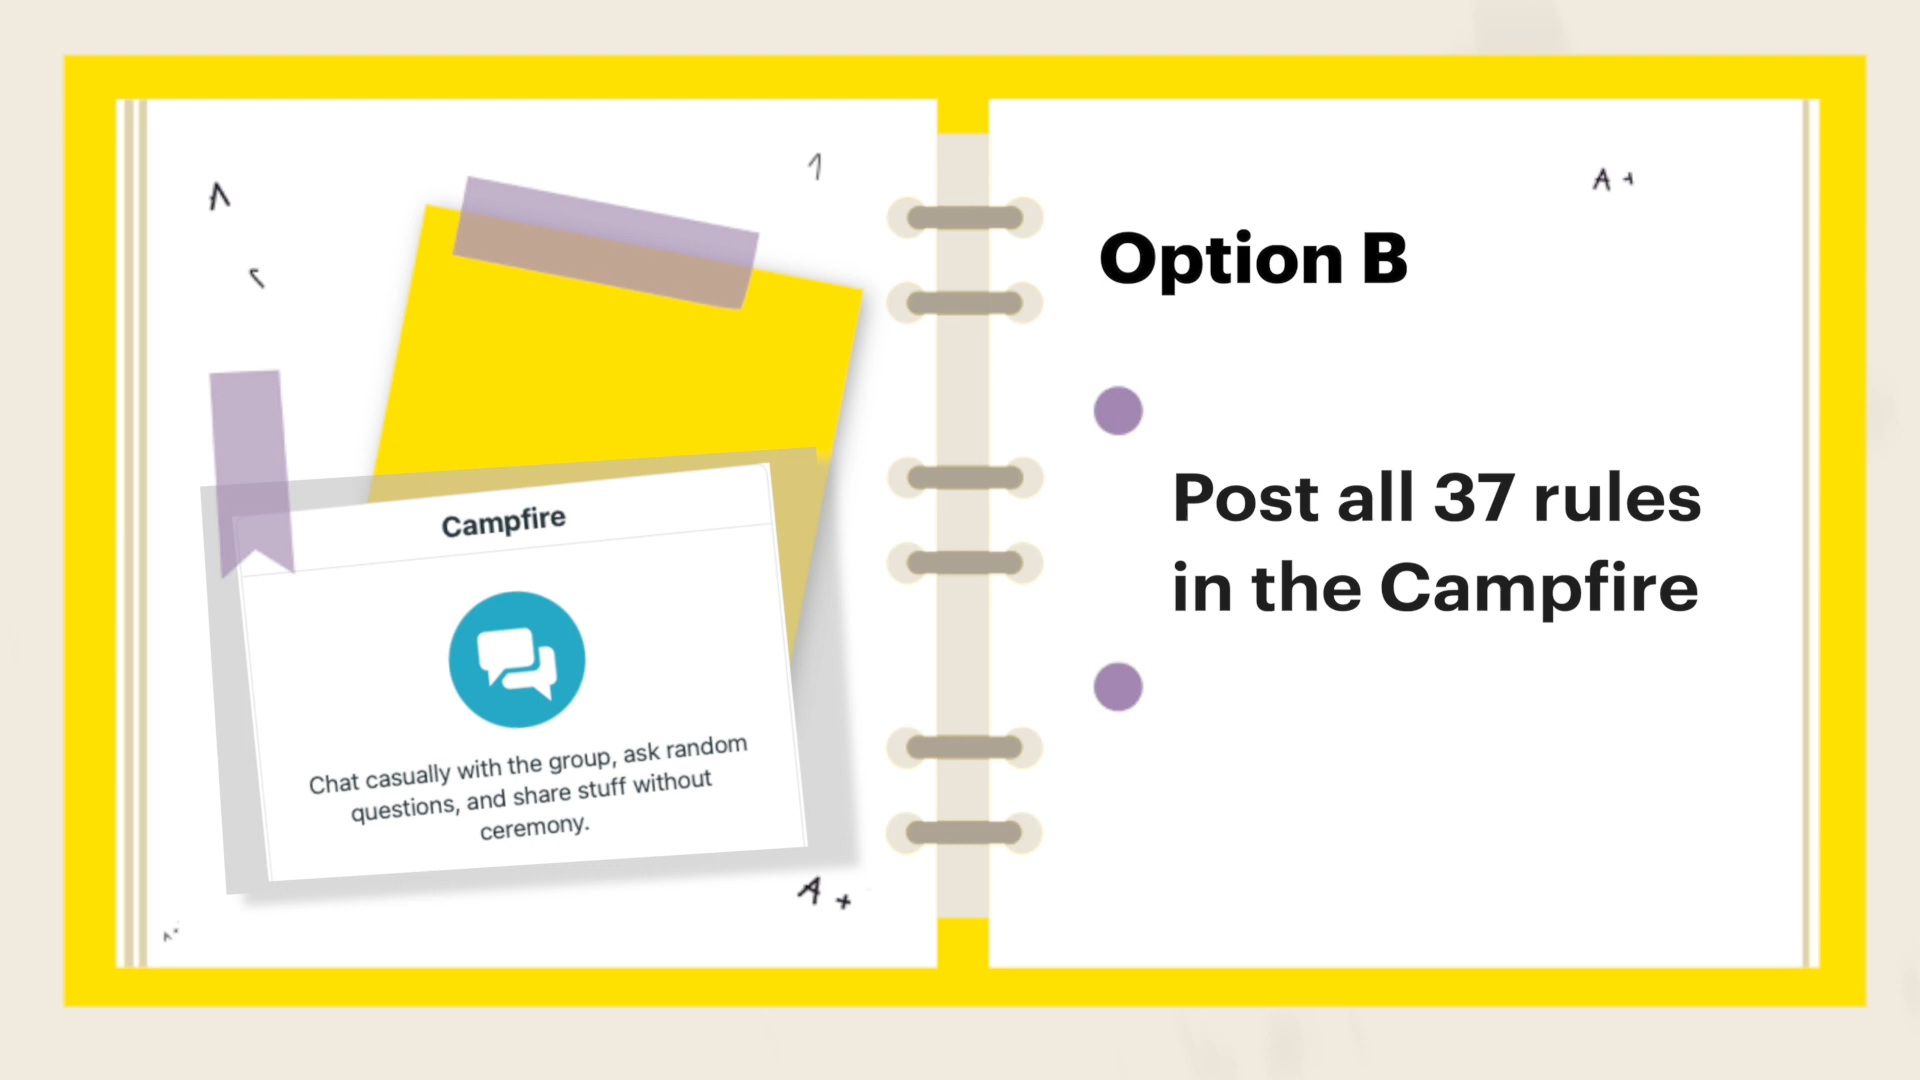 A
1
A +
Campfire
Chat casually with the group, ask random
questions, and share stuff without
ceremony.
A +
Option B
Post all 37 rules
in the Campfire